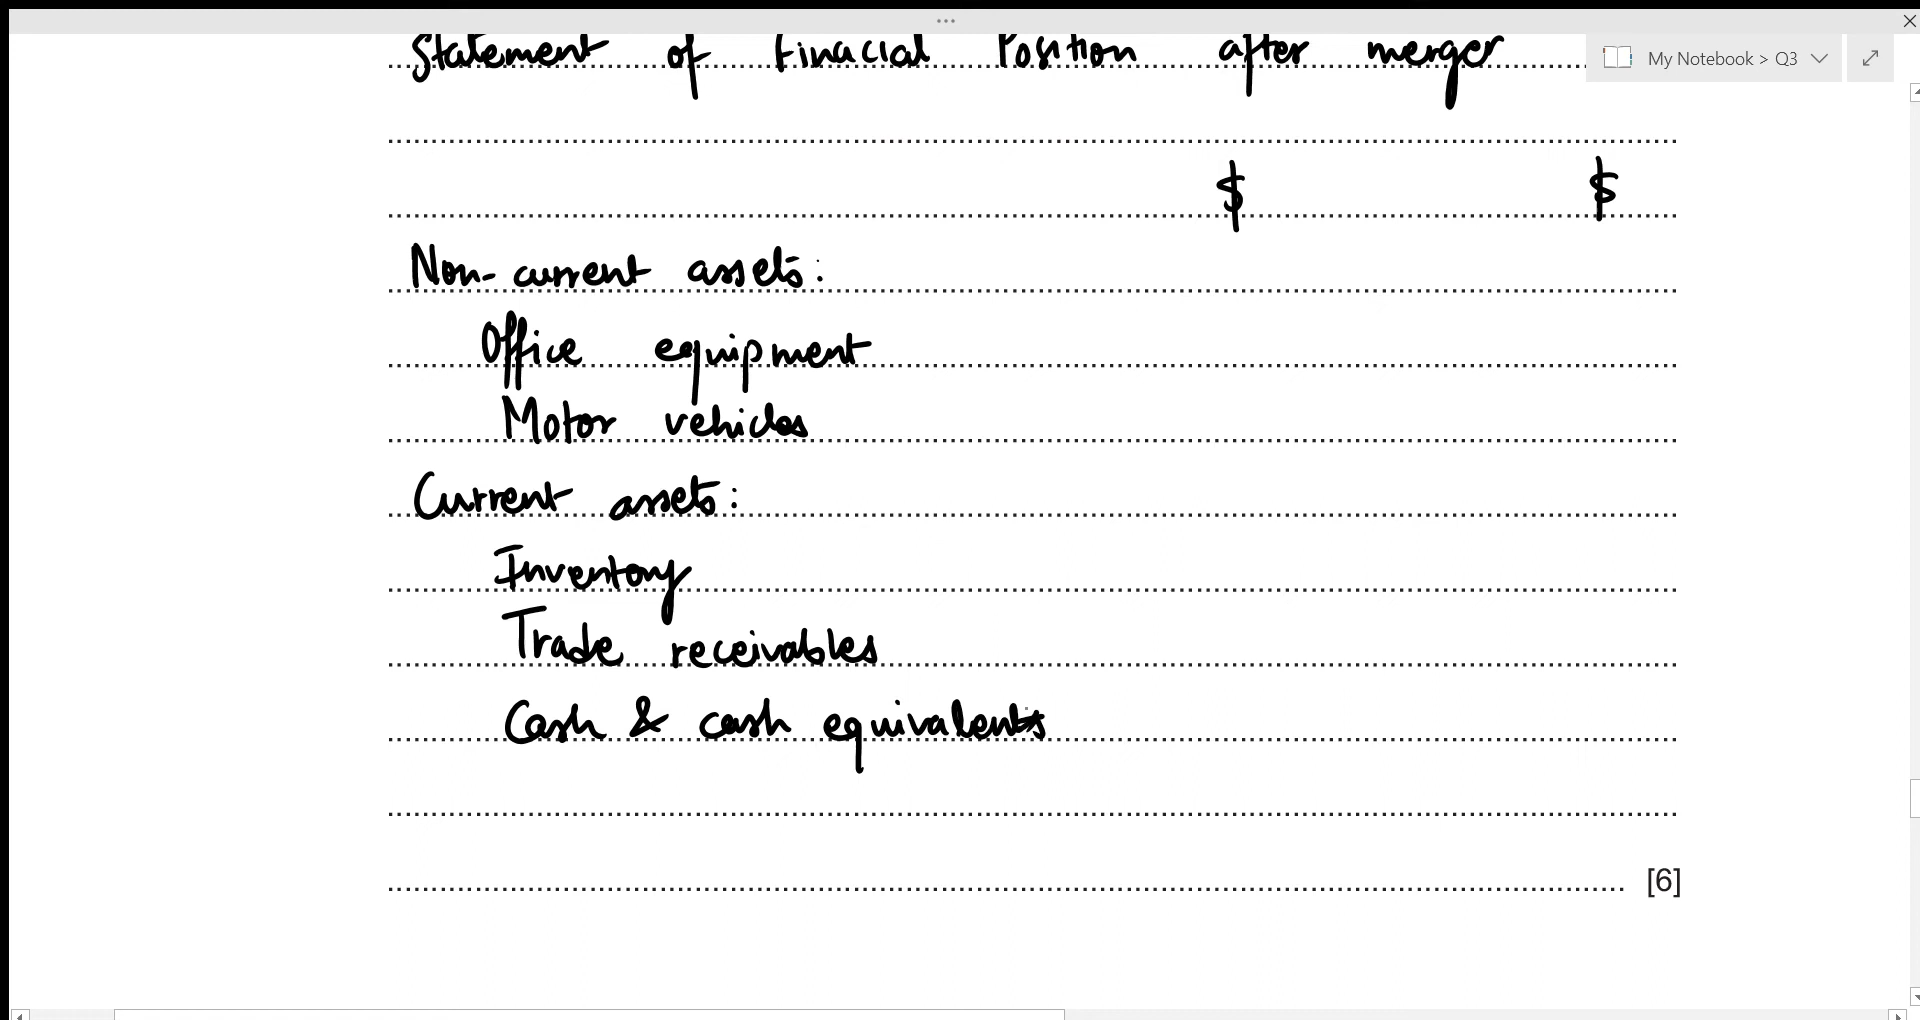 Statement of Finacial Position after merger
My Notebook > Q3
$ $
Non-current assets:
Office equipment
Motor vehicles
Current assets:
Inventory
Trade receivables
Cash & cash equivalents
[6]